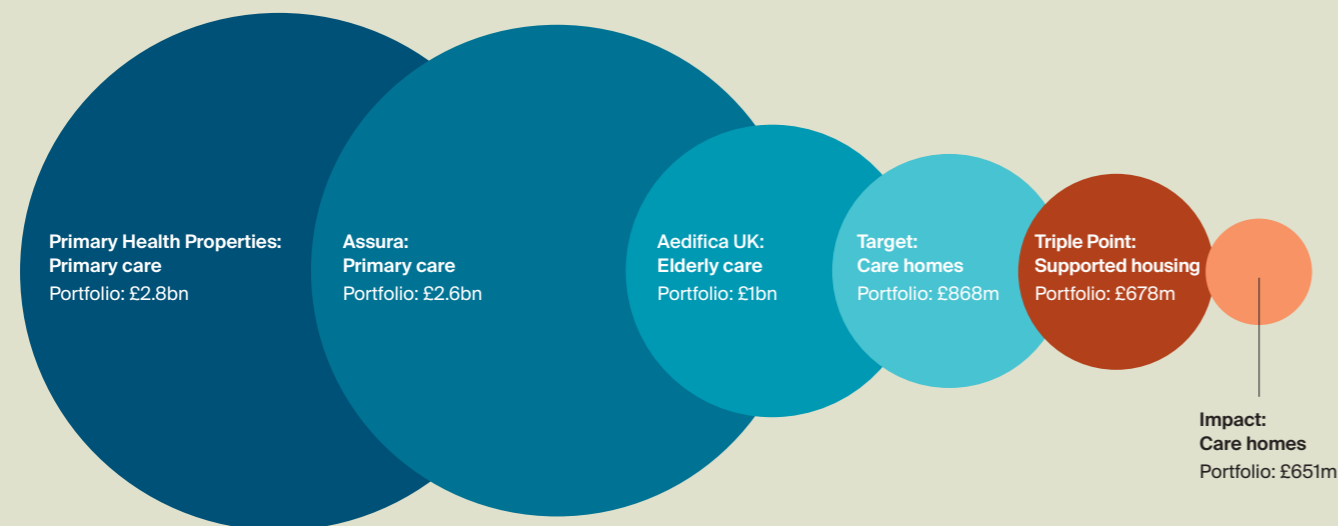 Primary Health Properties:
Primary care
Portfolio: £2.8bn
Assura:
Primary care
Portfolio: £2.6bn
Aedifica UK:
Elderly care
Portfolio: £1bn
Target:
Care homes
Portfolio: £868m
Triple Point:
Supported housing
Portfolio: £678m
Impact:
Care homes
Portfolio: £651m